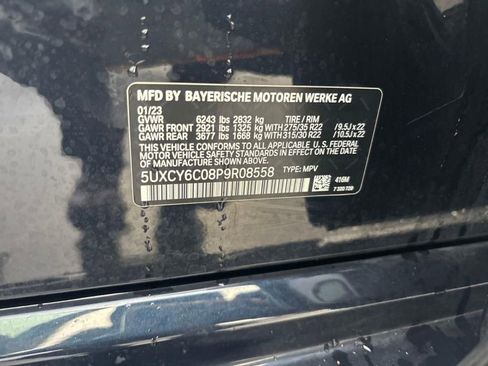 MFD BY BAYERISCHE MOTOREN WERKE AG
01/23
GVWR 6243 lbs 2832 kg TIRE / RIM
GAWR FRONT 2921 lbs 1325 kg WITH 275/35 R22 /9.5J x 22
GAWR REAR 3677 lbs 1668 kg WITH 315/30 R22 /10.5J x 22
THIS VEHICLE CONFORMS TO ALL APPLICABLE U.S. FEDERAL
MOTOR VEHICLE SAFETY STANDARDS IN EFFECT ON
THE DATE OF MANUFACTURE SHOWN ABOVE.
5UXCY6C08P9R08558 TYPE: MPV
416M